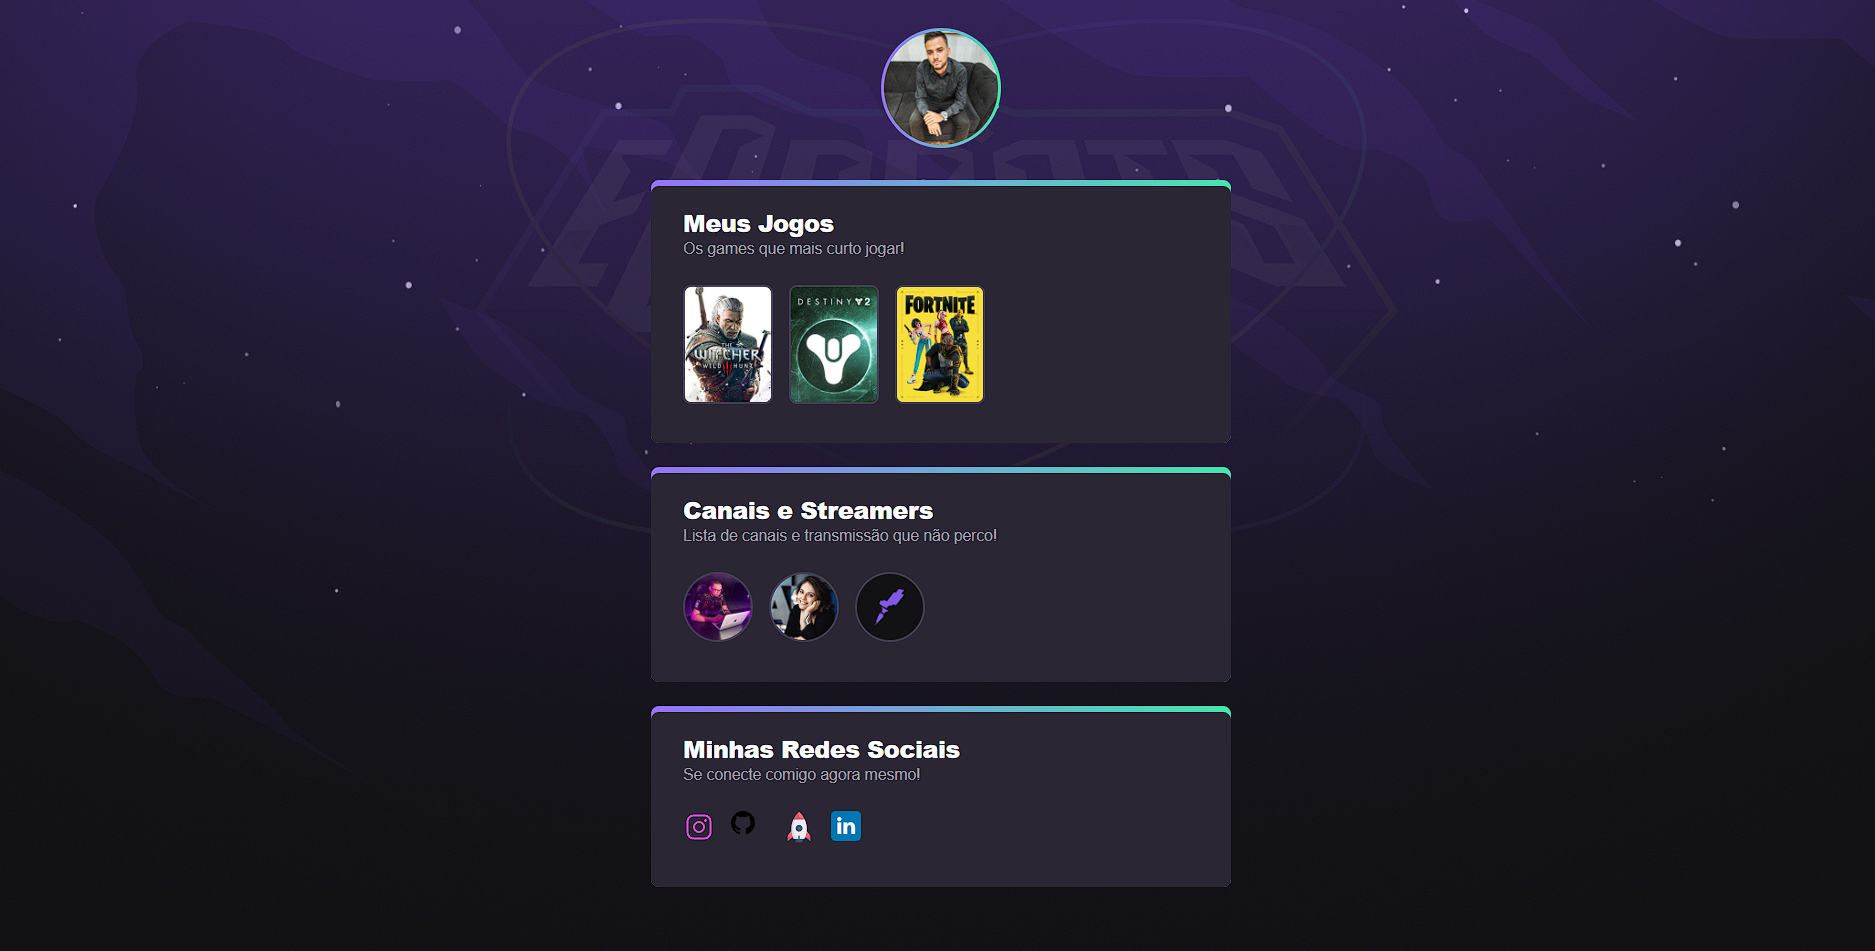 Meus Jogos
Os games que mais curto jogar!
THE
WITCHER
WILD HUNT
DESTINY 2
FORTNITE
Canais e Streamers
Lista de canais e transmissão que não perco!
Minhas Redes Sociais
Se conecte comigo agora mesmo!
in